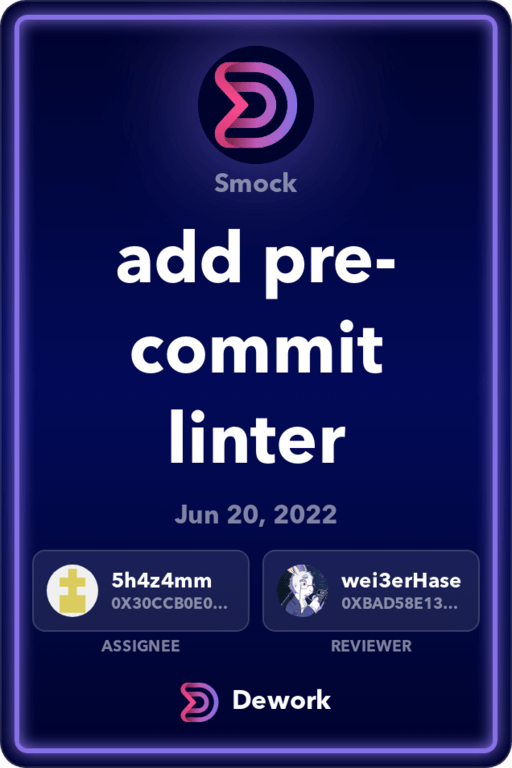 Smock
add pre-
commit
linter
Jun 20, 2022
5h4z4mm
0X30CCB0E0...
ASSIGNEE
wei3erHase
0XBAD58E13...
REVIEWER
Dework